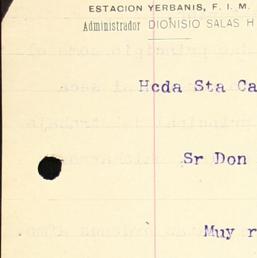 ESTACION YERBANIS, F. I. M.
Administrador DIONISIO SALAS H
Hcda Sta Ca
Sr Don
Muy r